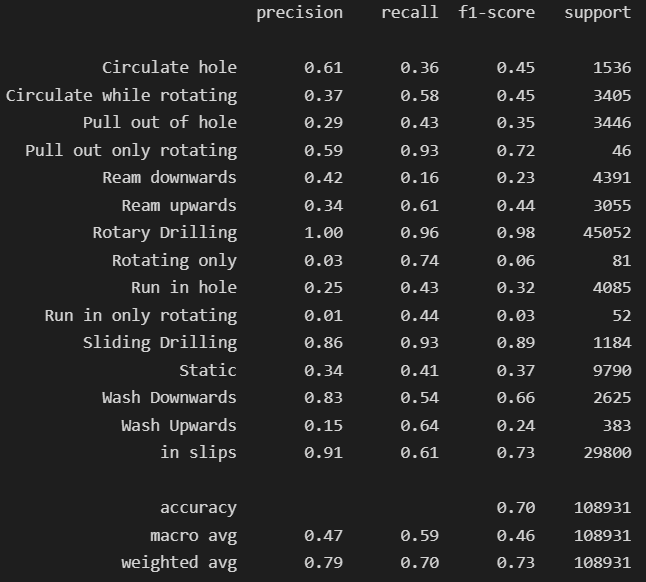 precision recall f1-score support
Circulate hole 0.61 0.36 0.45 1536
Circulate while rotating 0.37 0.58 0.45 3405
Pull out of hole 0.29 0.43 0.35 3446
Pull out only rotating 0.59 0.93 0.72 46
Ream downwards 0.42 0.16 0.23 4391
Ream upwards 0.34 0.61 0.44 3055
Rotary Drilling 1.00 0.96 0.98 45052
Rotating only 0.03 0.74 0.06 81
Run in hole 0.25 0.43 0.32 4085
Run in only rotating 0.01 0.44 0.03 52
Sliding Drilling 0.86 0.93 0.89 1184
Static 0.34 0.41 0.37 9790
Wash Downwards 0.83 0.54 0.66 2625
Wash Upwards 0.15 0.64 0.24 383
in slips 0.91 0.61 0.73 29800
accuracy 0.70 108931
macro avg 0.47 0.59 0.46 108931
weighted avg 0.79 0.70 0.73 108931